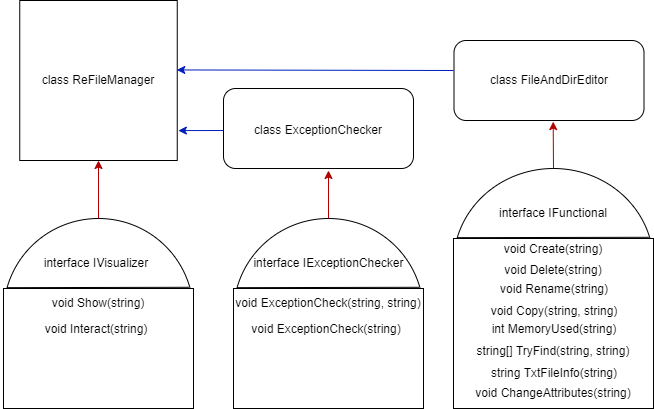 class ReFileManager
class FileAndDirEditor
class ExceptionChecker
interface IVisualizer
void Show(string)
void Interact(string)
interface IExceptionChecker
void ExceptionCheck(string, string)
void ExceptionCheck(string)
interface IFunctional
void Create(string)
void Delete(string)
void Rename(string)
void Copy(string, string)
int MemoryUsed(string)
string[] TryFind(string, string)
string TxtFileInfo(string)
void ChangeAttributes(string)